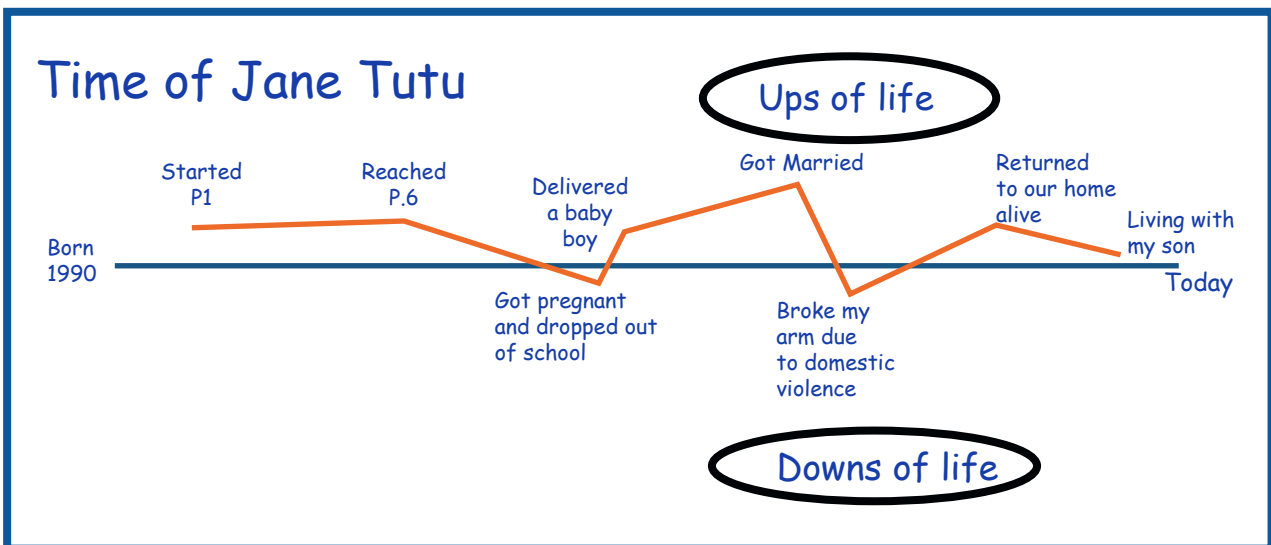 Time of Jane Tutu
Ups of life
Started
P1
Reached
P.6
Delivered
a baby
boy
Got Married
Returned
to our home
alive
Living with
my son
Born
1990
Today
Got pregnant
and dropped out
of school
Broke my
arm due
to domestic
violence
Downs of life